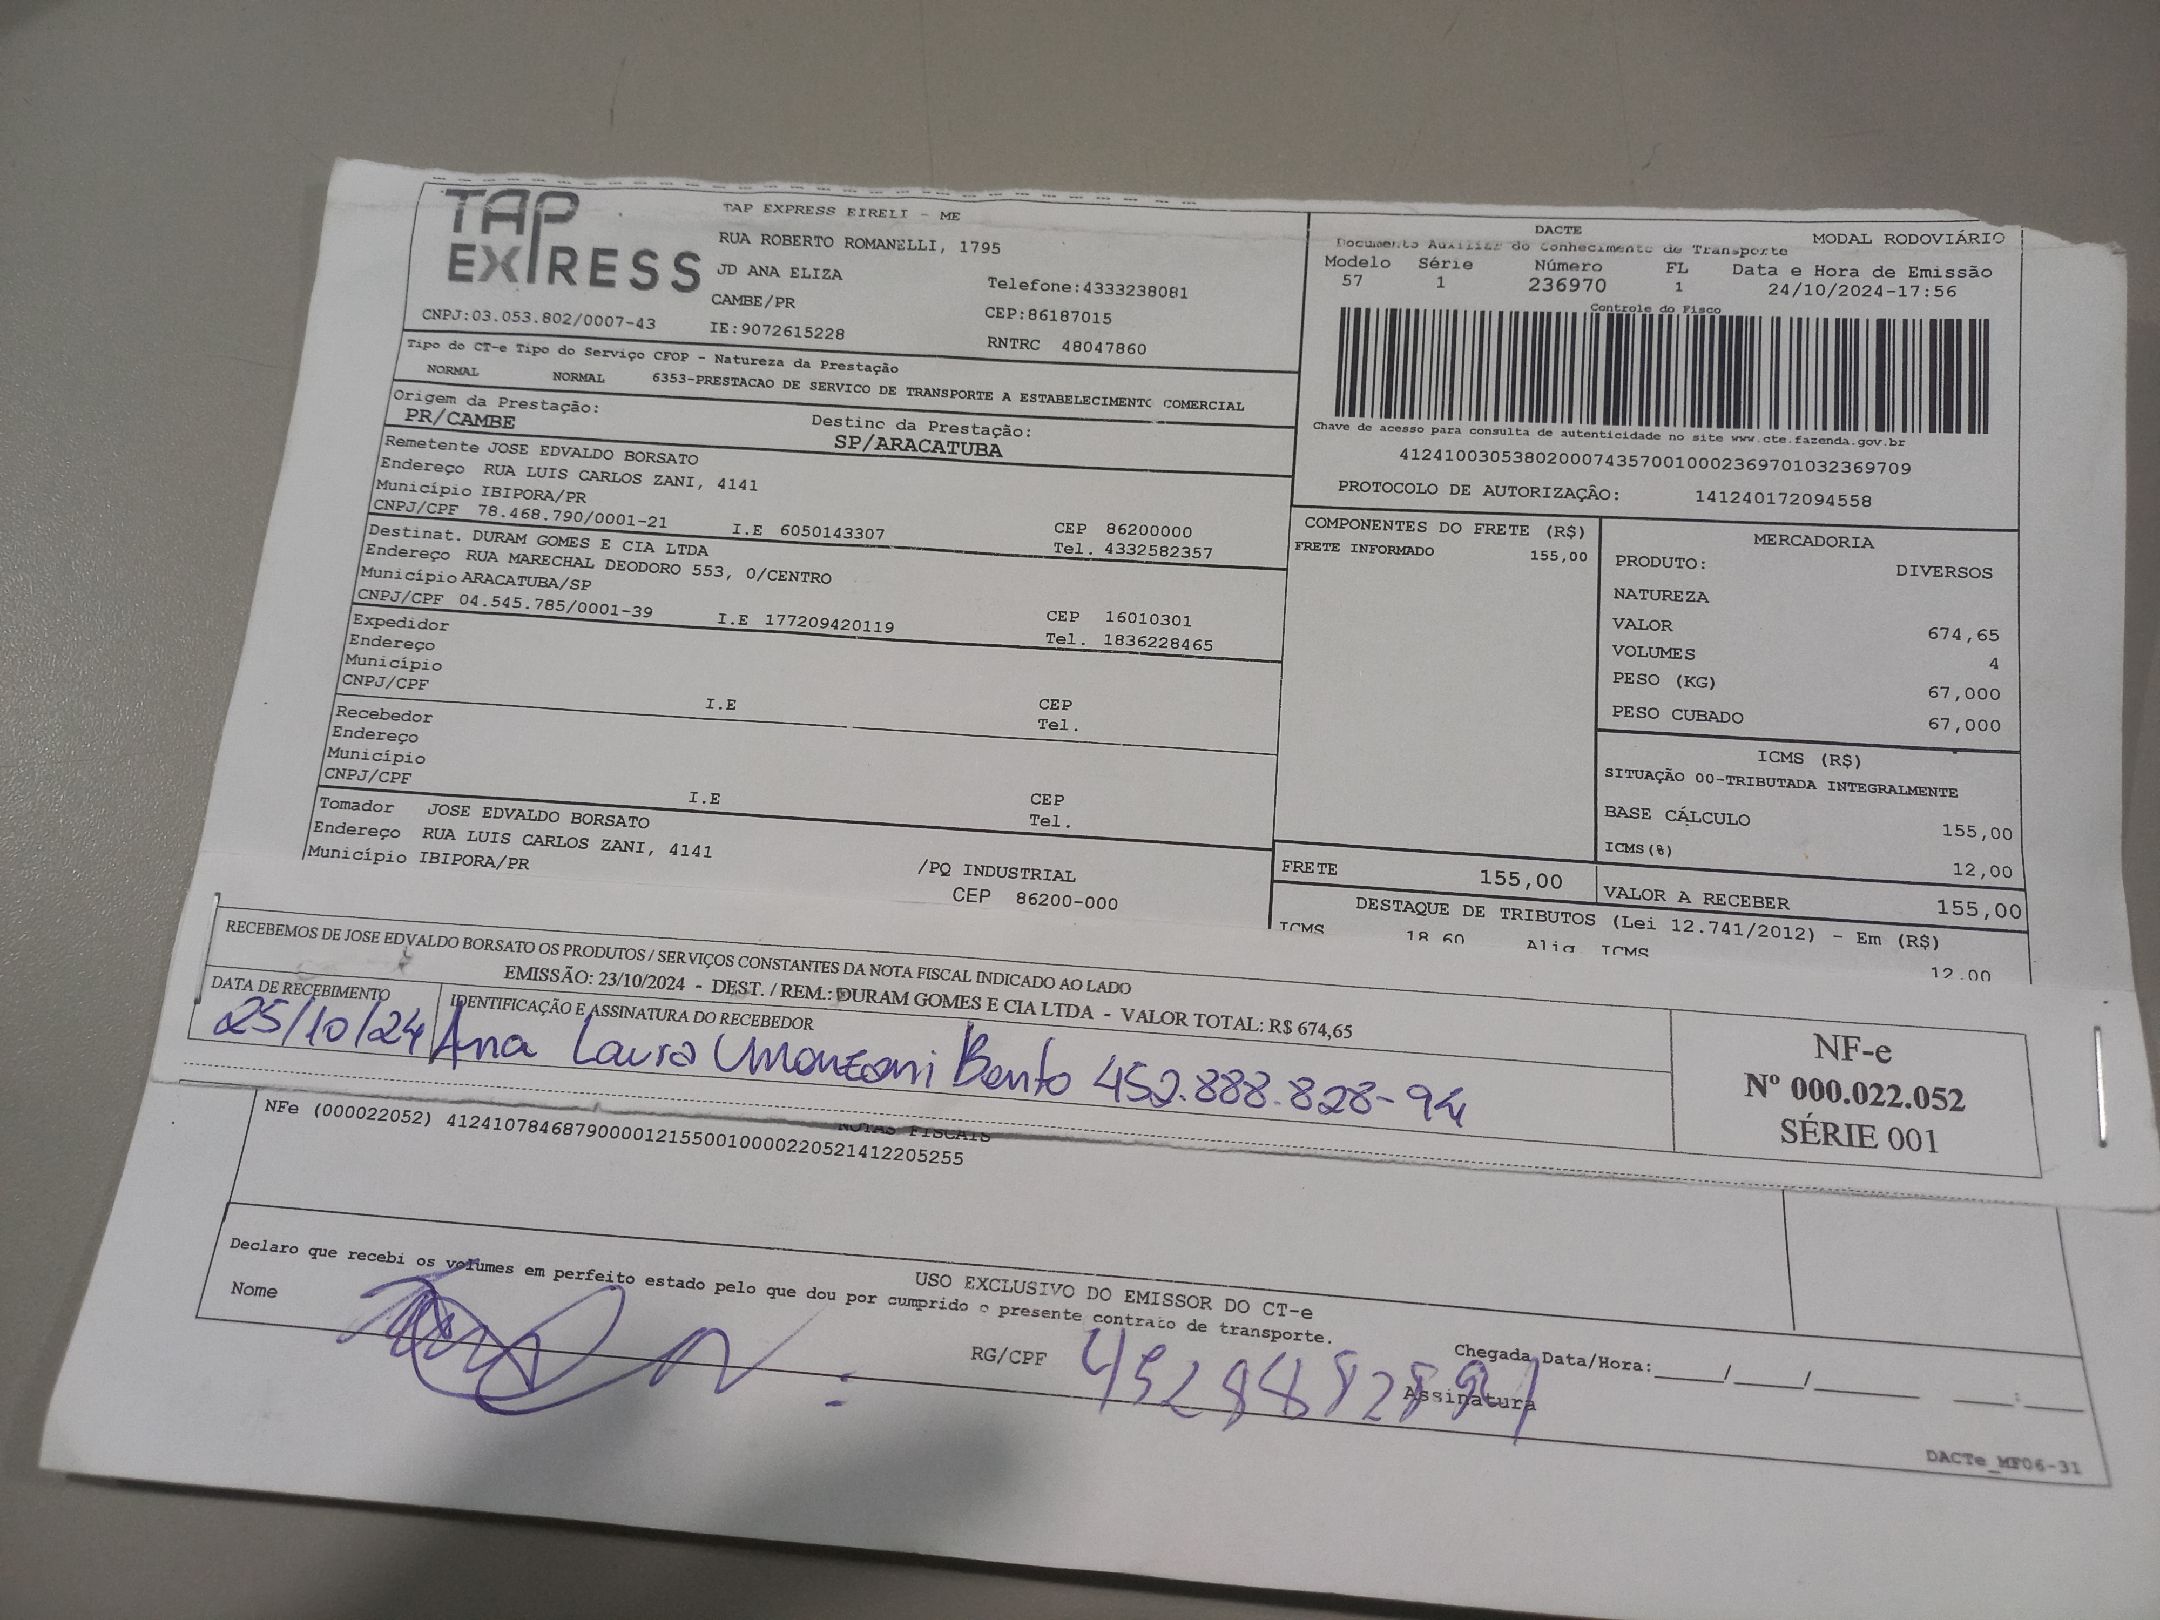 TAP EXPRESS
TAP EXPRESS EIRELI - ME
RUA ROBERTO ROMANELLI, 1795
JD ANA ELIZA
Telefone:4333238081
CAMBE/PR
CEP:86187015
CNPJ:03.053.802/0007-43
IE:9072615228
RNTRC 48047860
DACTE
MODAL RODOVIÁRIO
Documento Auxiliar do Conhecimento de Transporte
Modelo Série Número FL Data e Hora de Emissão
57 1 236970 1 24/10/2024-17:56
Controle do Fisco
Chave de acesso para consulta de autenticidade no site www.cte.fazenda.gov.br
41241003053802000743570010002369701032369709
PROTOCOLO DE AUTORIZAÇÃO: 141240172094558
Tipo do CT-e Tipo do Serviço CFOP - Natureza da Prestação
NORMAL NORMAL 6353-PRESTACAO DE SERVICO DE TRANSPORTE A ESTABELECIMENTO COMERCIAL
Origem da Prestação: Destino da Prestação:
PR/CAMBE SP/ARACATUBA
Remetente JOSE EDVALDO BORSATO
Endereço RUA LUIS CARLOS ZANI, 4141
Município IBIPORA/PR CEP 86200000
CNPJ/CPF 78.468.790/0001-21 I.E 6050143307 Tel. 4332582357
Destinat. DURAM GOMES E CIA LTDA
Endereço RUA MARECHAL DEODORO 553, 0/CENTRO
Município ARACATUBA/SP CEP 16010301
CNPJ/CPF 04.545.785/0001-39 I.E 177209420119 Tel. 1836228465
Expedidor
Endereço
Município CEP
CNPJ/CPF I.E Tel.
Recebedor
Endereço
Município CEP
CNPJ/CPF I.E Tel.
Tomador JOSE EDVALDO BORSATO
Endereço RUA LUIS CARLOS ZANI, 4141 /PQ INDUSTRIAL
Município IBIPORA/PR CEP 86200-000
COMPONENTES DO FRETE (R$)
FRETE INFORMADO 155,00
MERCADORIA
PRODUTO: DIVERSOS
NATUREZA
VALOR 674,65
VOLUMES 4
PESO (KG) 67,000
PESO CUBADO 67,000
ICMS (R$)
SITUAÇÃO 00-TRIBUTADA INTEGRALMENTE
BASE CÁLCULO 155,00
ICMS(%) 12,00
FRETE 155,00 VALOR A RECEBER 155,00
DESTAQUE DE TRIBUTOS (Lei 12.741/2012) - Em (R$)
ICMS 18,60 Aliq. ICMS 12.00
RECEBEMOS DE JOSE EDVALDO BORSATO OS PRODUTOS / SERVIÇOS CONSTANTES DA NOTA FISCAL INDICADO AO LADO
EMISSÃO: 23/10/2024 - DEST. / REM.: DURAM GOMES E CIA LTDA - VALOR TOTAL: R$ 674,65
DATA DE RECEBIMENTO IDENTIFICAÇÃO E ASSINATURA DO RECEBEDOR
25/10/24 Ana Laura Bento 452.888.828-94
NF-e
Nº 000.022.052
SÉRIE 001
NOTAS FISCAIS
NFe (000022052) 41241078468790000121550010000220521412205255
USO EXCLUSIVO DO EMISSOR DO CT-e
Declaro que recebi os volumes em perfeito estado pelo que dou por cumprido o presente contrato de transporte.
Nome RG/CPF Chegada Data/Hora:____/____/______ ____:____
Assinatura
DACTe_MF06-31